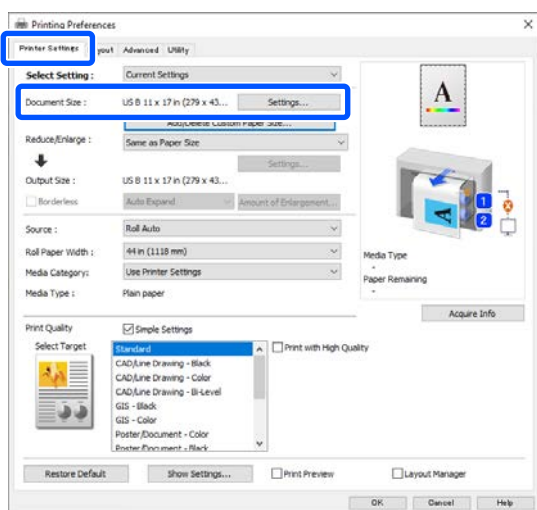 Printing Preferences
Printer Settings yout Advanced Utility
Select Setting : Current Settings
Document Size : US B 11 x 17 in (279 x 43... Settings...
Add/Delete Custom Paper Size...
Reduce/Enlarge : Same as Paper Size
Settings...
Output Size : US B 11 x 17 in (279 x 43...
Borderless Auto Expand Amount of Enlargement...
Source : Roll Auto
Roll Paper Width : 44 in (1118 mm)
Media Category: Use Printer Settings
Media Type : Plain paper
A
A
1
2
Media Type
-
Paper Remaining
-
Acquire Info
Print Quality Simple Settings
Select Target Standard Print with High Quality
CAD/Line Drawing - Black
CAD/Line Drawing - Color
CAD/Line Drawing - Bi-Level
GIS - Black
GIS - Color
Poster/Document - Color
Poster/Document - Black
Restore Default Show Settings... Print Preview Layout Manager
OK Cancel Help